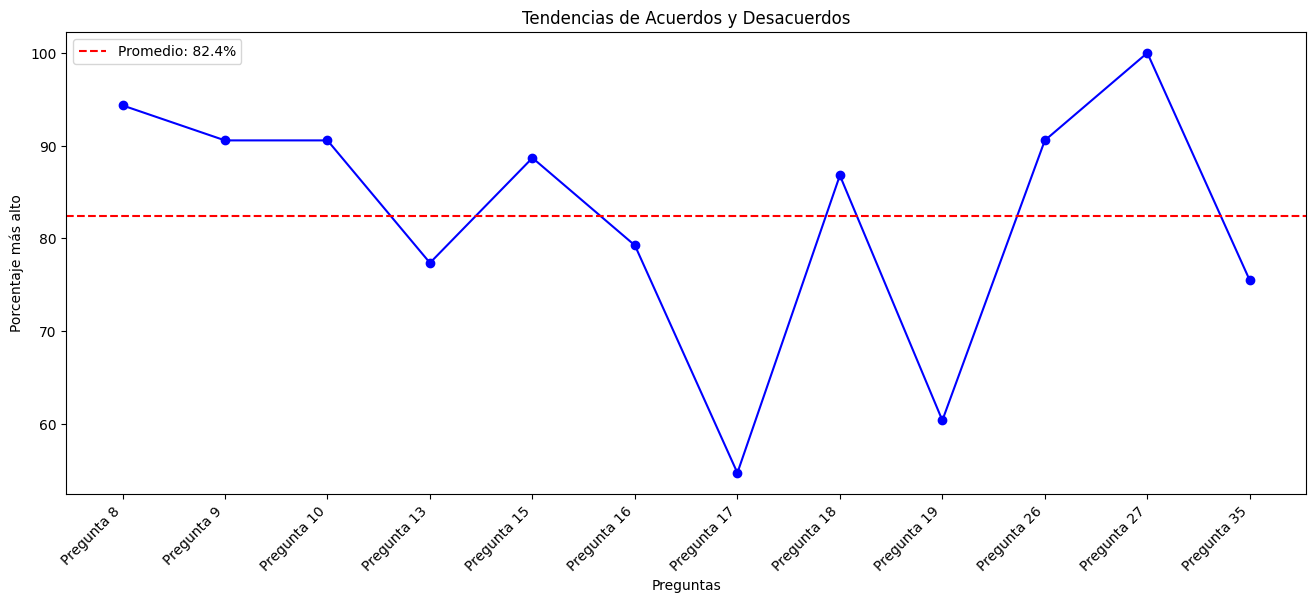 Tendencias de Acuerdos y Desacuerdos
Promedio: 82.4%
Porcentaje más alto
100
90
80
70
60
Pregunta 8
Pregunta 9
Pregunta 10
Pregunta 13
Pregunta 15
Pregunta 16
Pregunta 17
Pregunta 18
Pregunta 19
Pregunta 26
Pregunta 27
Pregunta 35
Preguntas